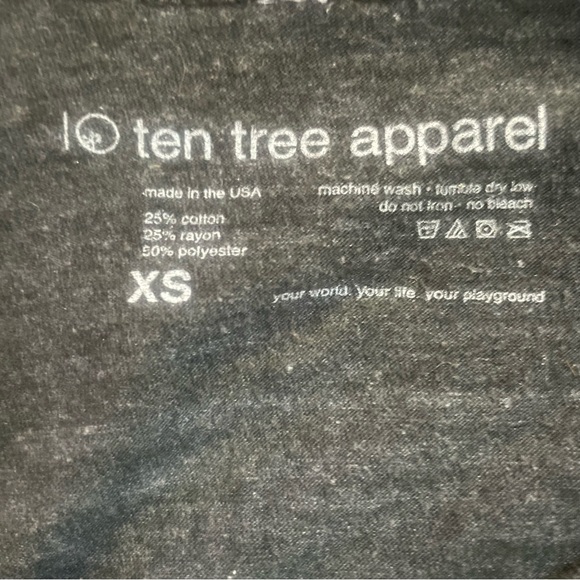 10 ten tree apparel
made in the USA
25% cotton
25% rayon
50% polyester
XS
machine wash · tumble dry low
do not iron · no bleach
your world. your life. your playground